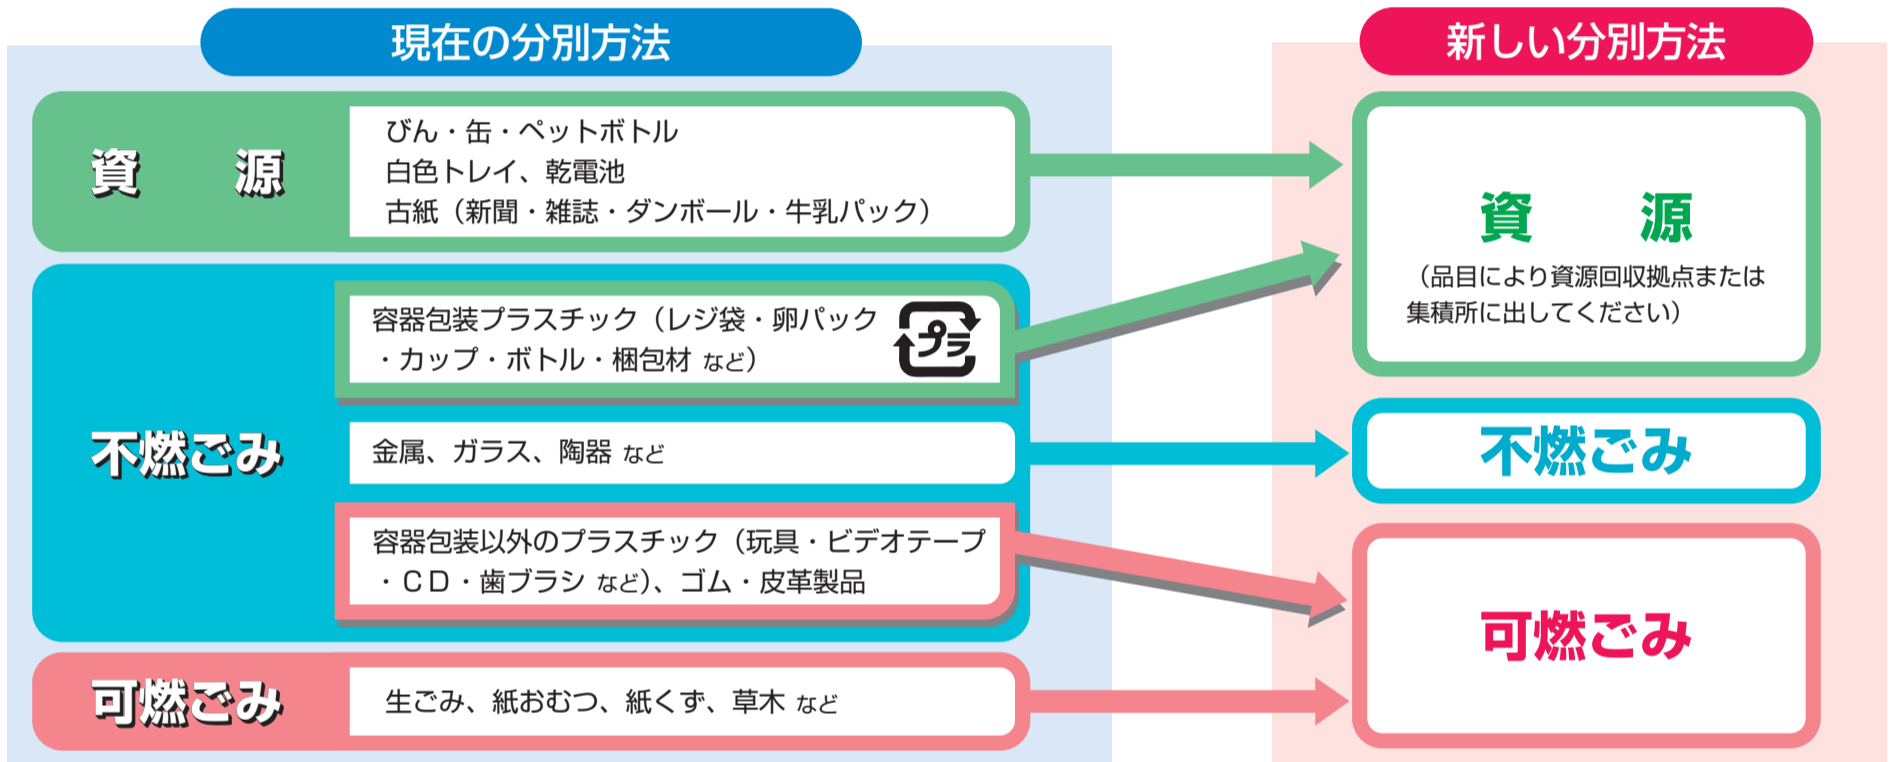 現在の分別方法
資　源
びん・缶・ペットボトル
白色トレイ、乾電池
古紙（新聞・雑誌・ダンボール・牛乳パック）
不燃ごみ
容器包装プラスチック（レジ袋・卵パック
・カップ・ボトル・梱包材 など）
プラ
金属、ガラス、陶器 など
容器包装以外のプラスチック（玩具・ビデオテープ
・ＣＤ・歯ブラシ など）、ゴム・皮革製品
可燃ごみ
生ごみ、紙おむつ、紙くず、草木 など
新しい分別方法
資　源
（品目により資源回収拠点または
集積所に出してください）
不燃ごみ
可燃ごみ